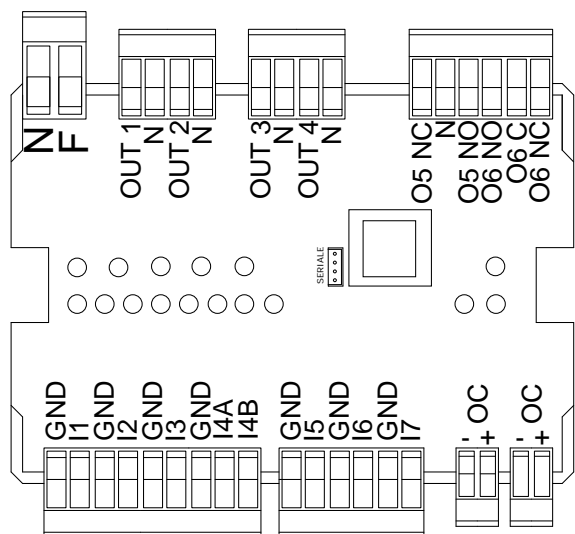 N
F
OUT 1
N
OUT 2
N
OUT 3
N
OUT 4
N
O5 NC
N
O5 NO
O6 NO
O6 C
O6 NC
SERIALE
GND
I1
GND
I2
GND
I3
GND
I4A
I4B
GND
I5
GND
I6
GND
I7
- OC
+
- OC
+